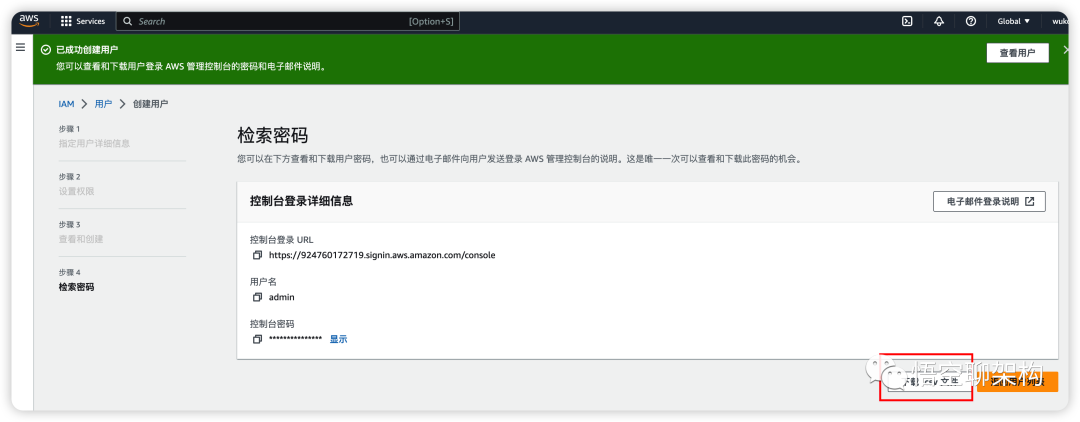 aws
Services
Search
[Option+S]
Global
已成功创建用户
您可以查看和下载用户登录 AWS 管理控制台的密码和电子邮件说明。
查看用户
IAM
用户
创建用户
步骤 1
指定用户详细信息
步骤 2
设置权限
步骤 3
查看和创建
步骤 4
检索密码
检索密码
您可以在下方查看和下载用户密码，也可以通过电子邮件向用户发送登录 AWS 管理控制台的说明。这是唯一一次可以查看和下载此密码的机会。
控制台登录详细信息
电子邮件登录说明
控制台登录 URL
https://924760172719.signin.aws.amazon.com/console
用户名
admin
控制台密码
************** 显示
悟空聊架构